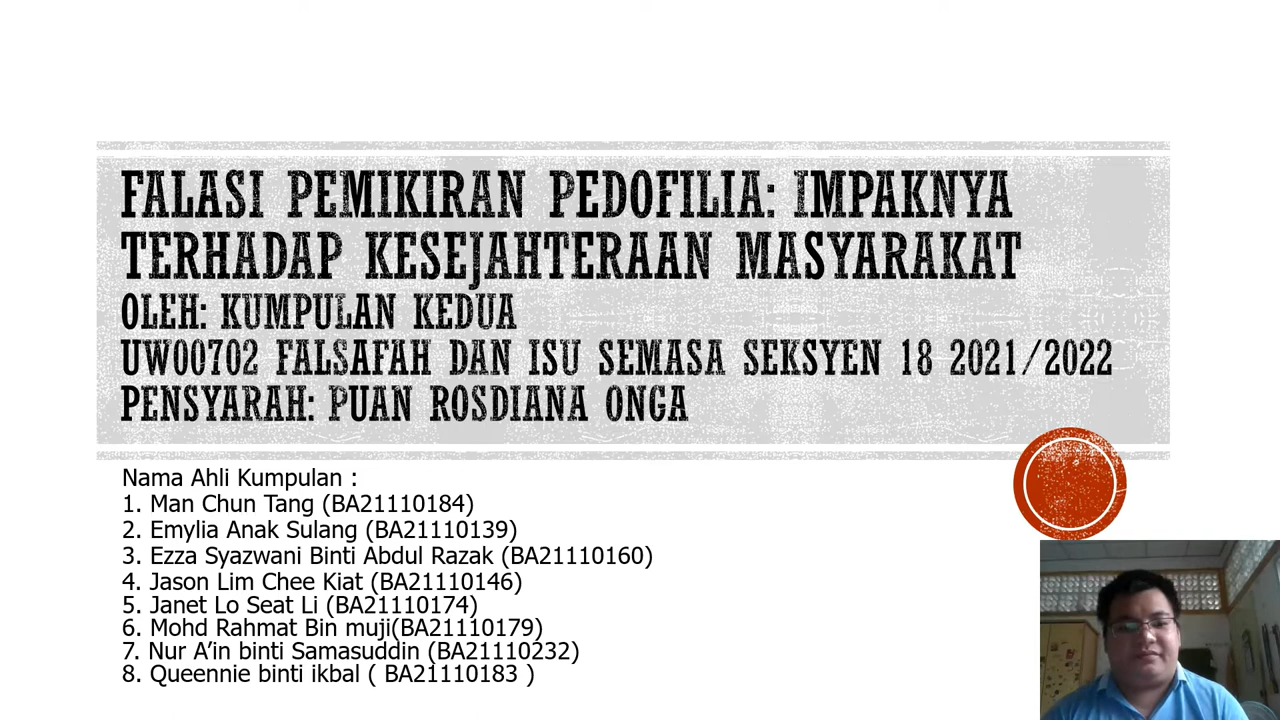 FALASI PEMIKIRAN PEDOFILIA: IMPAKNYA
TERHADAP KESEJAHTERAAN MASYARAKAT
OLEH: KUMPULAN KEDUA
UW00702 FALSAFAH DAN ISU SEMASA SEKSYEN 18 2021/2022
PENSYARAH: PUAN ROSDIANA ONGA
Nama Ahli Kumpulan :
1. Man Chun Tang (BA21110184)
2. Emylia Anak Sulang (BA21110139)
3. Ezza Syazwani Binti Abdul Razak (BA21110160)
4. Jason Lim Chee Kiat (BA21110146)
5. Janet Lo Seat Li (BA21110174)
6. Mohd Rahmat Bin muji(BA21110179)
7. Nur A’in binti Samasuddin (BA21110232)
8. Queennie binti ikbal ( BA21110183 )